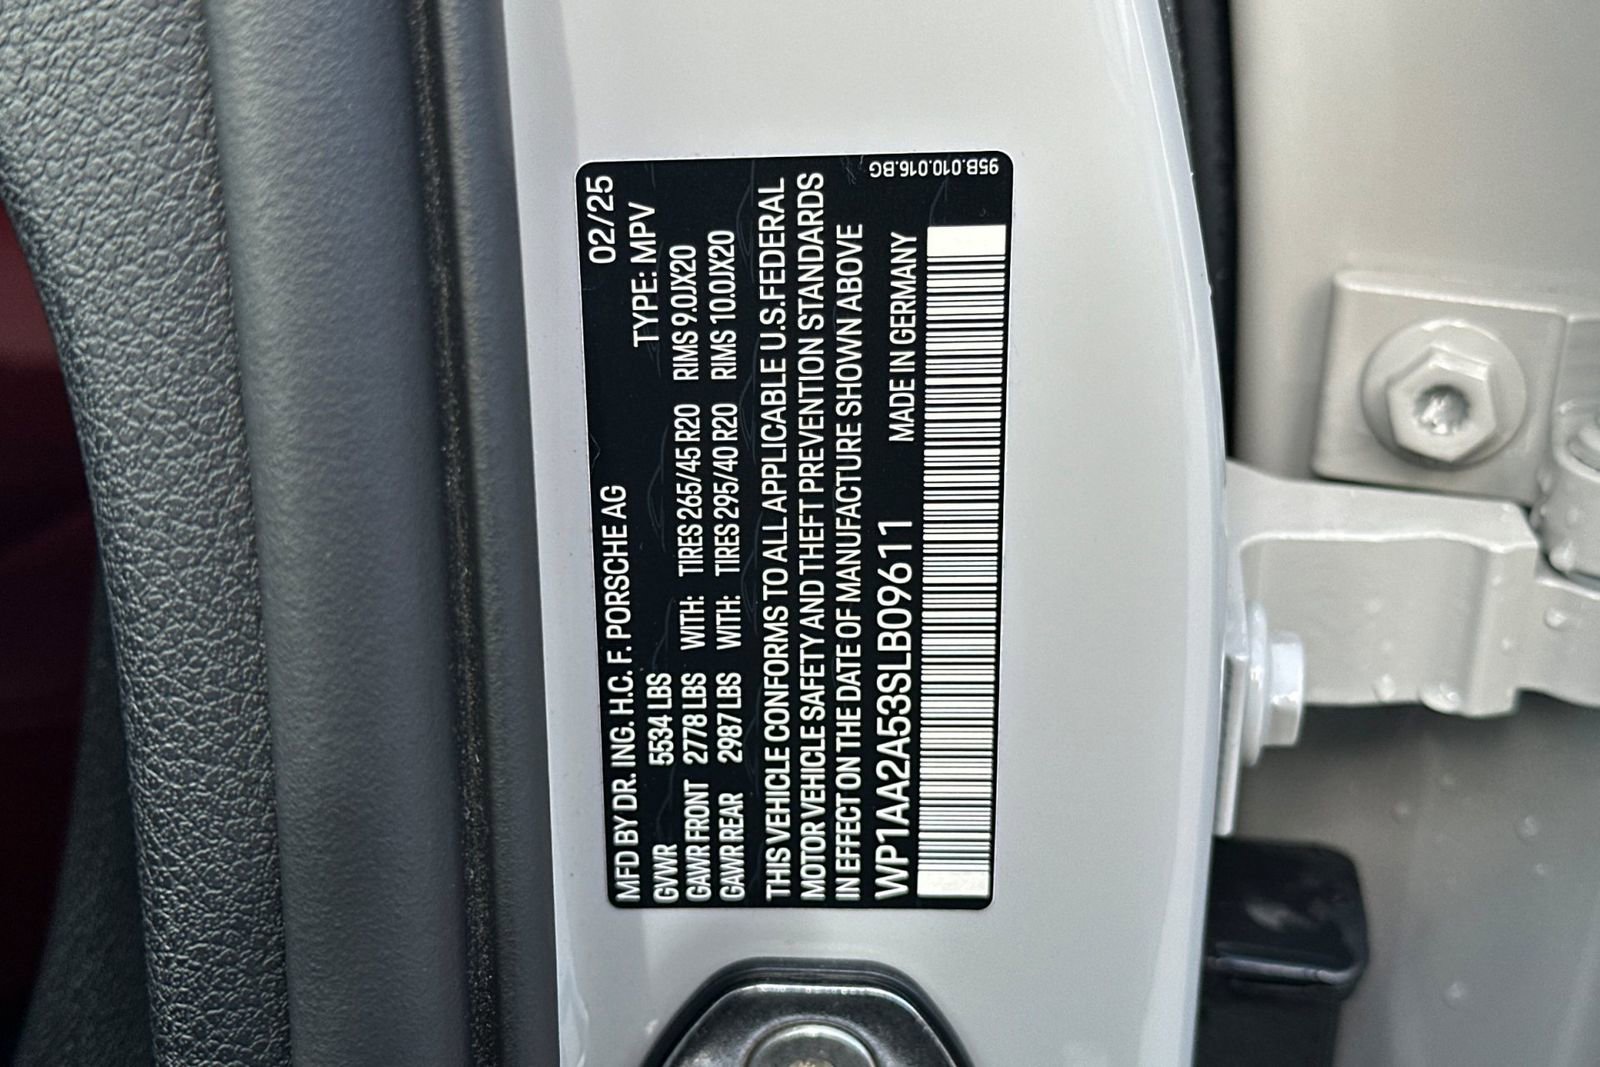 MFD BY DR. ING. H.C. F. PORSCHE AG 02/25
GVWR 5534 LBS TYPE: MPV
GAWR FRONT 2778 LBS WITH: TIRES 265/45 R20 RIMS 9.0JX20
GAWR REAR 2987 LBS WITH: TIRES 295/40 R20 RIMS 10.0JX20
THIS VEHICLE CONFORMS TO ALL APPLICABLE U.S.FEDERAL
MOTOR VEHICLE SAFETY AND THEFT PREVENTION STANDARDS
IN EFFECT ON THE DATE OF MANUFACTURE SHOWN ABOVE
WP1AA2A53SLB09611 MADE IN GERMANY
95B.010.016.BG